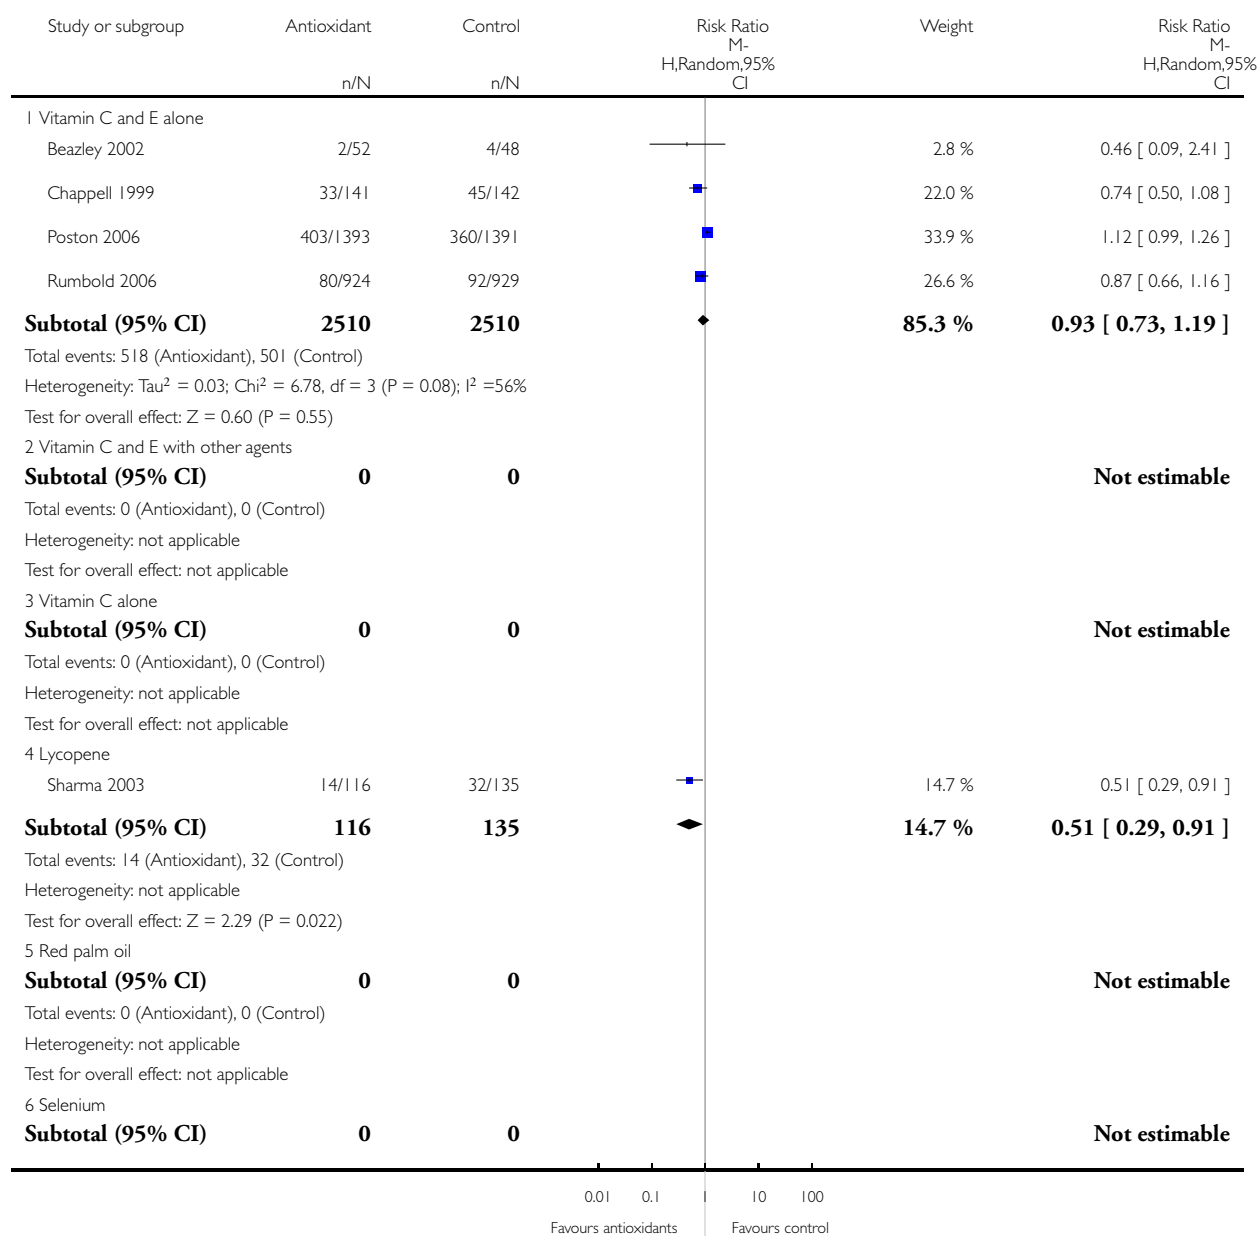 Study or subgroup Antioxidant Control Risk Ratio Weight Risk Ratio
M- M-
H,Random,95% H,Random,95%
n/N n/N CI CI
1 Vitamin C and E alone
Beazley 2002 2/52 4/48 2.8 % 0.46 [ 0.09, 2.41 ]
Chappell 1999 33/141 45/142 22.0 % 0.74 [ 0.50, 1.08 ]
Poston 2006 403/1393 360/1391 33.9 % 1.12 [ 0.99, 1.26 ]
Rumbold 2006 80/924 92/929 26.6 % 0.87 [ 0.66, 1.16 ]
Subtotal (95% CI) 2510 2510 85.3 % 0.93 [ 0.73, 1.19 ]
Total events: 518 (Antioxidant), 501 (Control)
Heterogeneity: Tau² = 0.03; Chi² = 6.78, df = 3 (P = 0.08); I² =56%
Test for overall effect: Z = 0.60 (P = 0.55)
2 Vitamin C and E with other agents
Subtotal (95% CI) 0 0 Not estimable
Total events: 0 (Antioxidant), 0 (Control)
Heterogeneity: not applicable
Test for overall effect: not applicable
3 Vitamin C alone
Subtotal (95% CI) 0 0 Not estimable
Total events: 0 (Antioxidant), 0 (Control)
Heterogeneity: not applicable
Test for overall effect: not applicable
4 Lycopene
Sharma 2003 14/116 32/135 14.7 % 0.51 [ 0.29, 0.91 ]
Subtotal (95% CI) 116 135 14.7 % 0.51 [ 0.29, 0.91 ]
Total events: 14 (Antioxidant), 32 (Control)
Heterogeneity: not applicable
Test for overall effect: Z = 2.29 (P = 0.022)
5 Red palm oil
Subtotal (95% CI) 0 0 Not estimable
Total events: 0 (Antioxidant), 0 (Control)
Heterogeneity: not applicable
Test for overall effect: not applicable
6 Selenium
Subtotal (95% CI) 0 0 Not estimable
0.01 0.1 1 10 100
Favours antioxidants Favours control